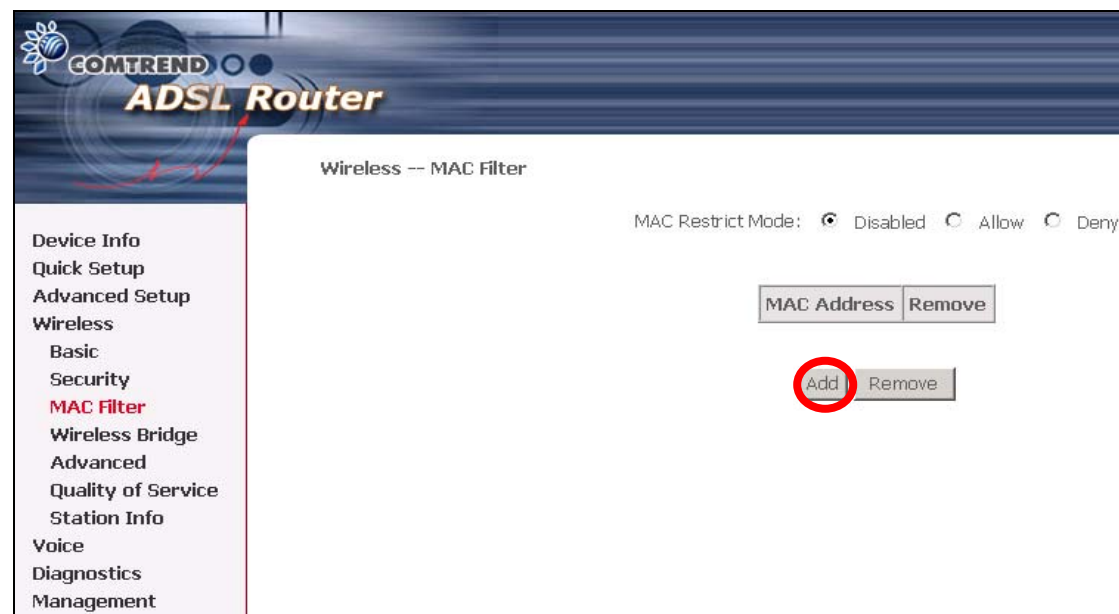 COMTREND
ADSL Router
Wireless -- MAC Filter
MAC Restrict Mode: Disabled Allow Deny
MAC Address Remove
Add Remove
Device Info
Quick Setup
Advanced Setup
Wireless
Basic
Security
MAC Filter
Wireless Bridge
Advanced
Quality of Service
Station Info
Voice
Diagnostics
Management